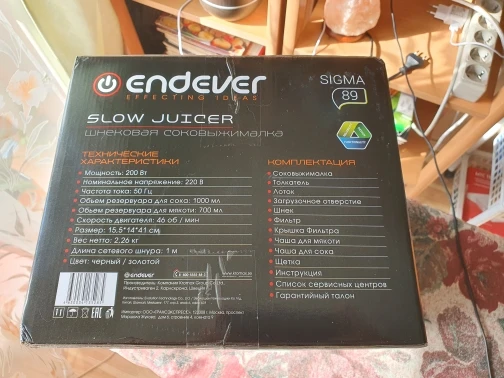 endever
EFFECTING IDEAS
SIGMA
89
SLOW JUICER
ШНЕКОВАЯ СОКОВЫЖИМАЛКА
ТЕХНИЧЕСКИЕ
ХАРАКТЕРИСТИКИ
• Мощность: 200 Вт
• Номинальное напряжение: 220 В
• Частота тока: 50 Гц
• Объем резервуара для сока: 1000 мл
• Объем резервуара для мякоти: 700 мл
• Скорость двигателя: 46 об / мин
• Размер: 15,5*14*41 см
• Вес нетто: 2,26 кг
• Длина сетевого шнура: 1 м
• Цвет: черный / золотой
КОМПЛЕКТАЦИЯ
• Соковыжималка
• Толкатель
• Лоток
• Загрузочное отверстие
• Шнек
• Фильтр
• Крышка Фильтра
• Чаша для мякоти
• Чаша для сока
• Щетка
• Инструкция
• Список сервисных центров
• Гарантийный талон
endever